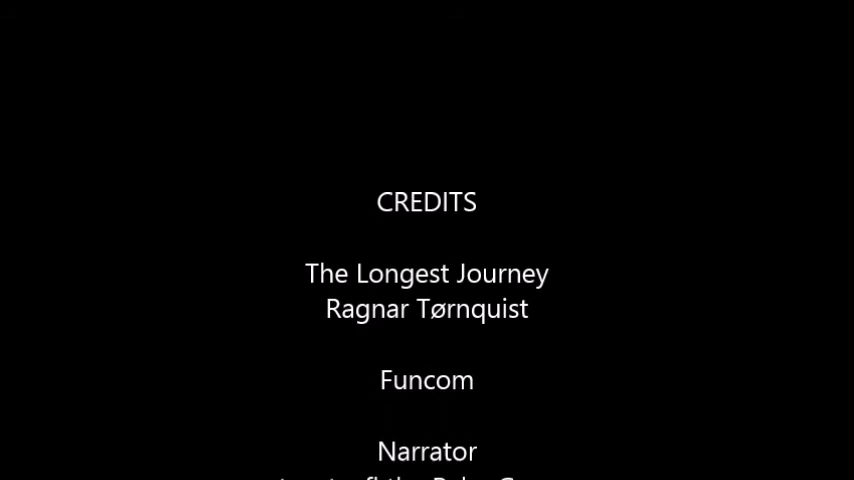 CREDITS
The Longest Journey
Ragnar Tørnquist
Funcom
Narrator